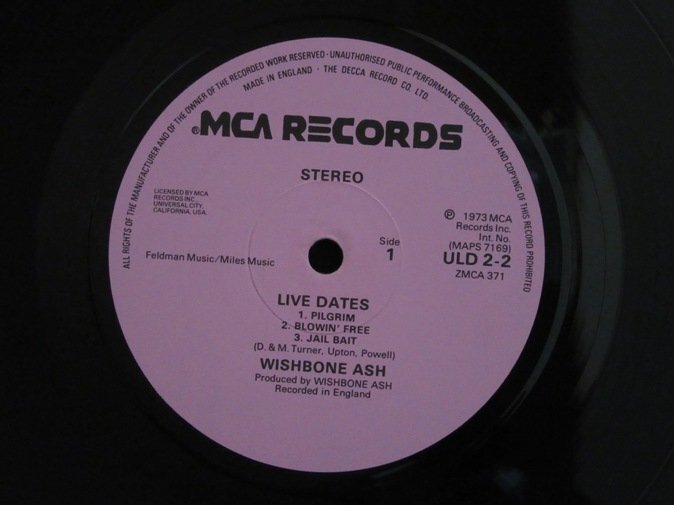 ALL RIGHTS OF THE MANUFACTURER AND OF THE OWNER OF THE RECORDED WORK RESERVED · UNAUTHORISED PUBLIC PERFORMANCE BROADCASTING AND COPYING OF THIS RECORD PROHIBITED
MADE IN ENGLAND · THE DECCA RECORD CO. LTD.
®MCA RECORDS
STEREO
LICENSED BY MCA
RECORDS INC.
UNIVERSAL CITY,
CALIFORNIA, USA.
℗ 1973 MCA
Records Inc.
Int. No.
(MAPS 7169)
ULD 2-2
ZMCA 371
Feldman Music/Miles Music
Side
1
LIVE DATES
1. PILGRIM
2. BLOWIN' FREE
3. JAIL BAIT
(D. & M. Turner, Upton, Powell)
WISHBONE ASH
Produced by WISHBONE ASH
Recorded in England